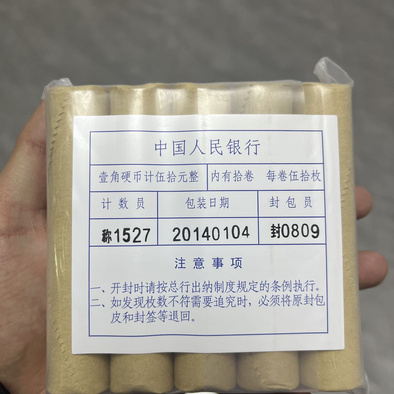 中国人民银行
壹角硬币计伍拾元整 内有拾卷 每卷伍拾枚
计数员 包装日期 封包员
称1527 20140104 封0809
注意事项
一、开封时请按总行出纳制度规定的条例执行。
二、如发现枚数不符需要追究时，必须将原封包
皮和封签等退回。